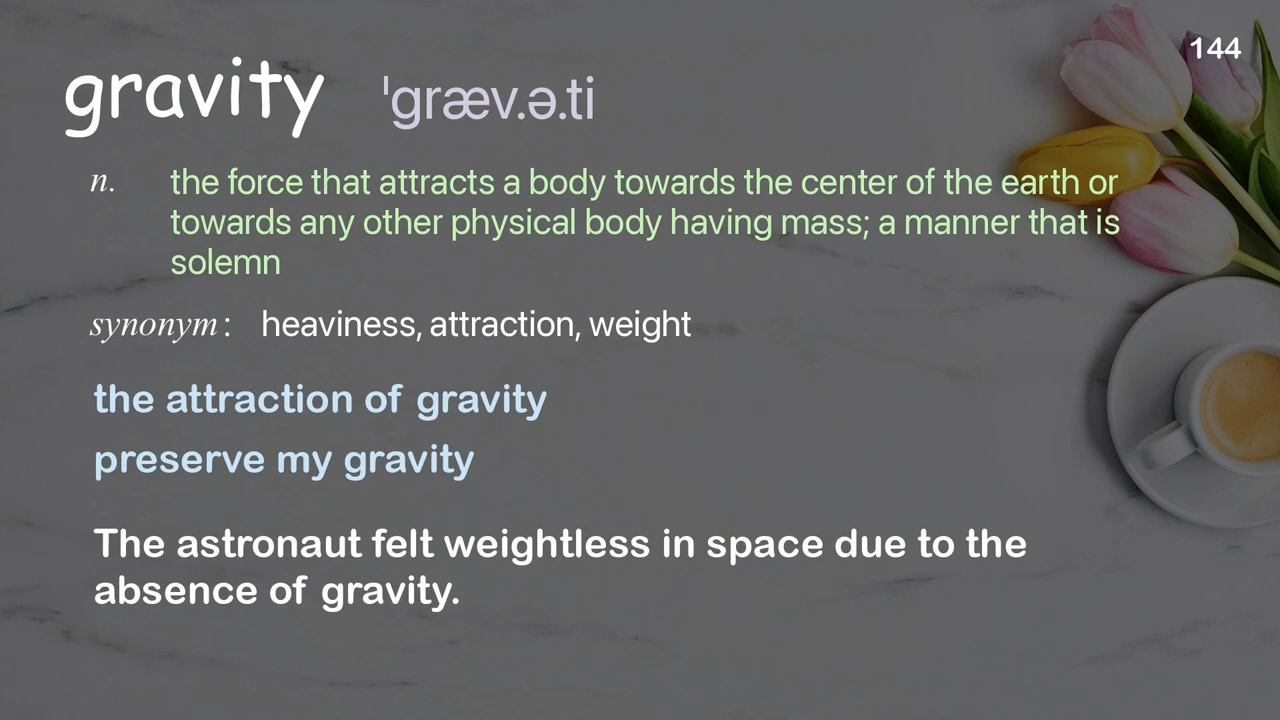 144
gravity ˈɡræv.ə.ti
n. the force that attracts a body towards the center of the earth or
towards any other physical body having mass; a manner that is
solemn
synonym: heaviness, attraction, weight
the attraction of gravity
preserve my gravity
The astronaut felt weightless in space due to the
absence of gravity.